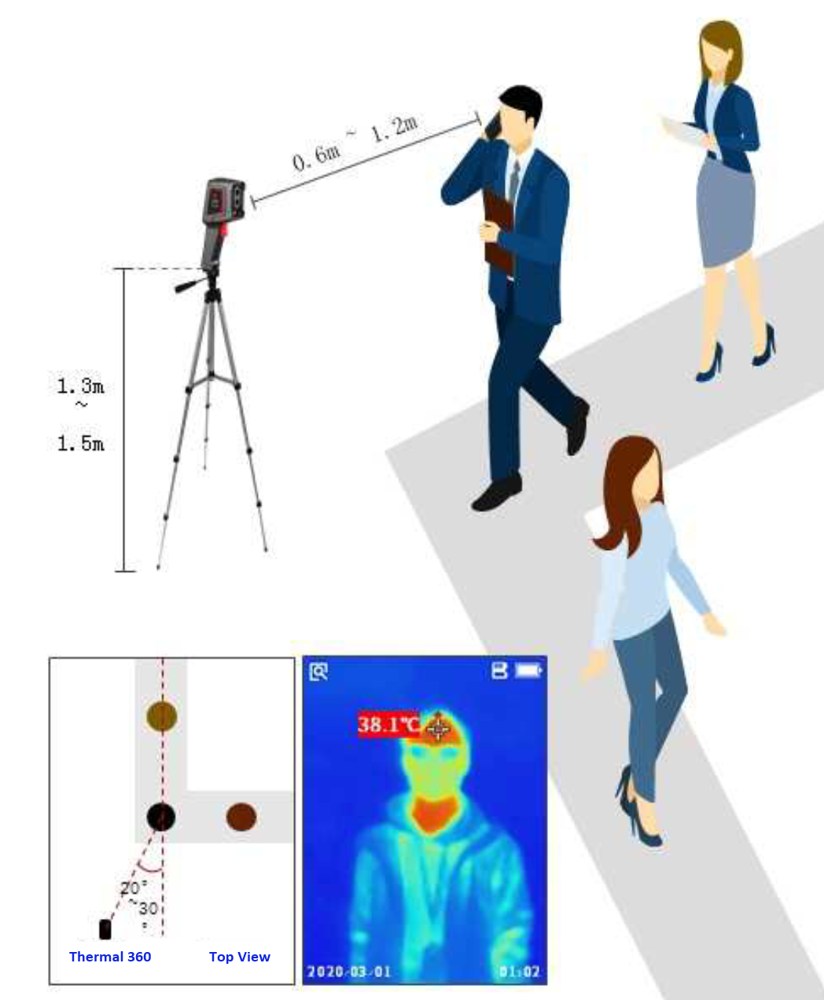 0.6m ~ 1.2m
1.3m
~
1.5m
38.1℃
20°
~30
°
Thermal 360 Top View
2020-03-01 01:02